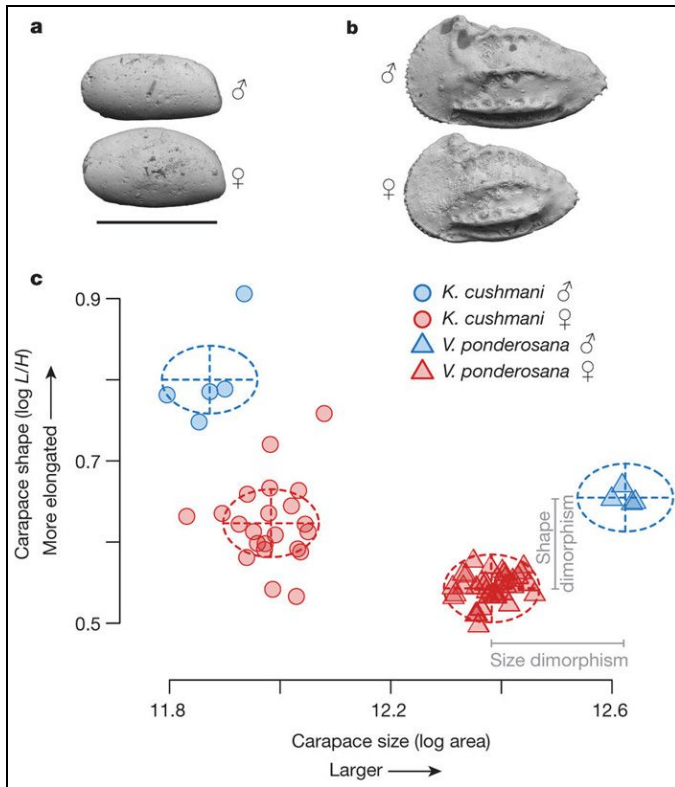 a
b
♂
♂
♀
♀
c
K. cushmani ♂
K. cushmani ♀
V. ponderosana ♂
V. ponderosana ♀
0.9
0.7
0.5
Carapace shape (log L/H)
More elongated
Shape
dimorphism
Size dimorphism
11.8
12.2
12.6
Carapace size (log area)
Larger